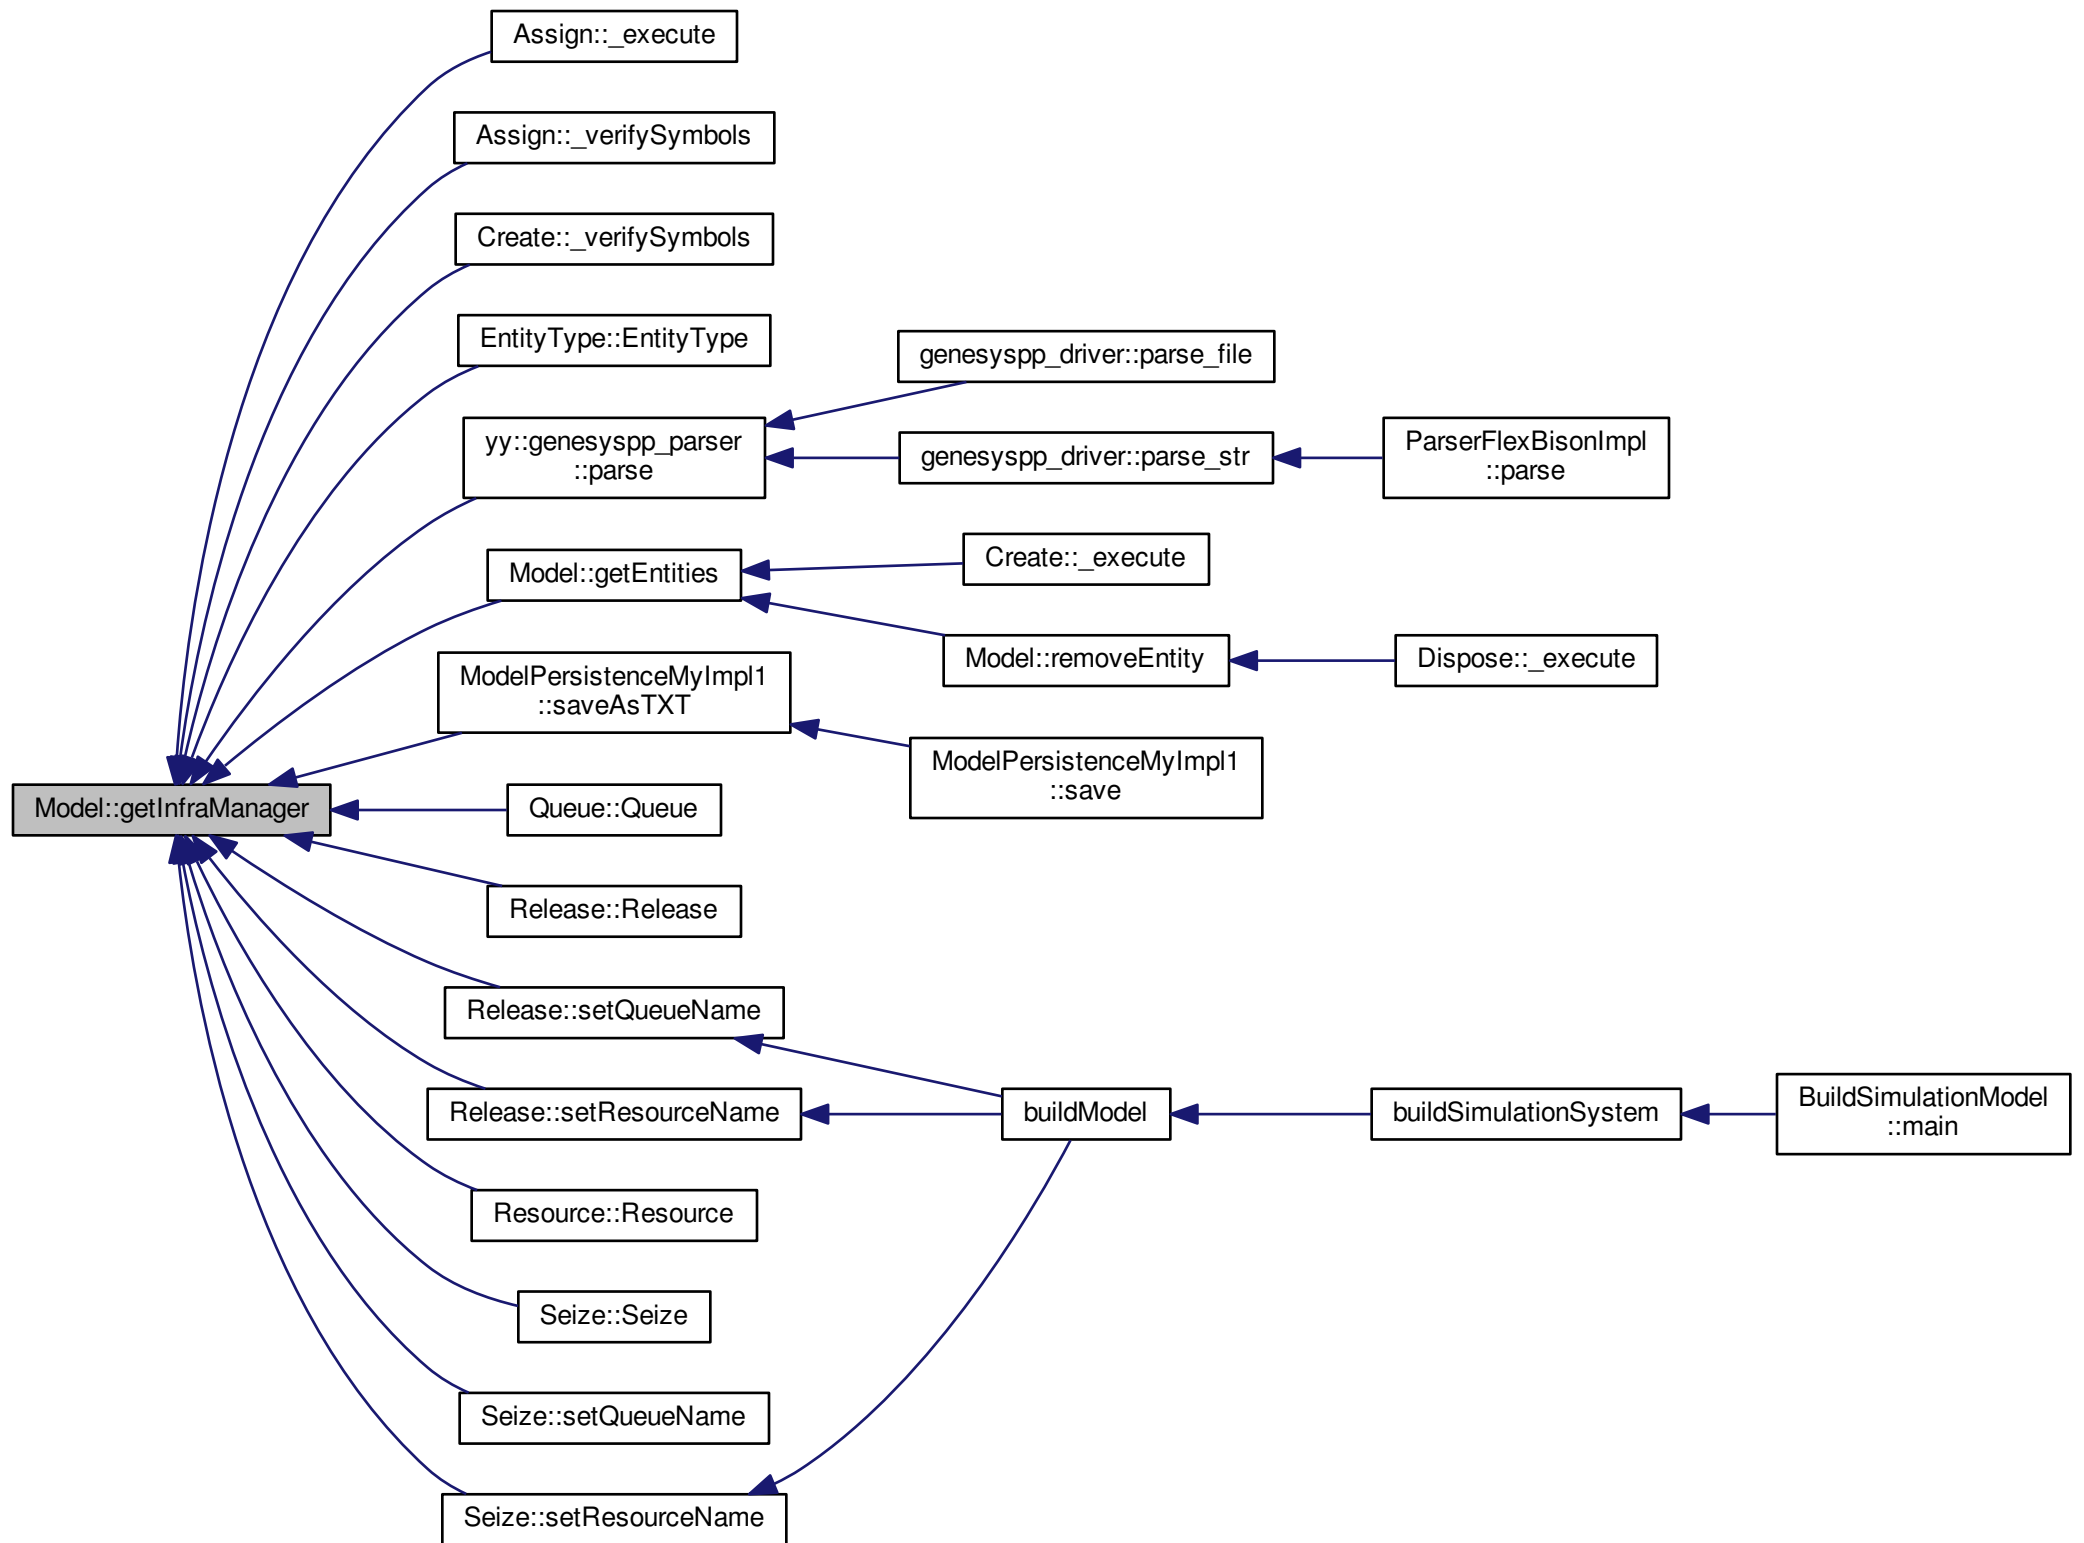 Assign::_execute
Assign::_verifySymbols
Create::_verifySymbols
EntityType::EntityType
genesyspp_driver::parse_file
yy::genesyspp_parser
::parse
genesyspp_driver::parse_str
ParserFlexBisonImpl
::parse
Model::getEntities
Create::_execute
Model::removeEntity
Dispose::_execute
ModelPersistenceMyImpl1
::saveAsTXT
ModelPersistenceMyImpl1
::save
Model::getInfraManager
Queue::Queue
Release::Release
Release::setQueueName
Release::setResourceName
buildModel
buildSimulationSystem
BuildSimulationModel
::main
Resource::Resource
Seize::Seize
Seize::setQueueName
Seize::setResourceName